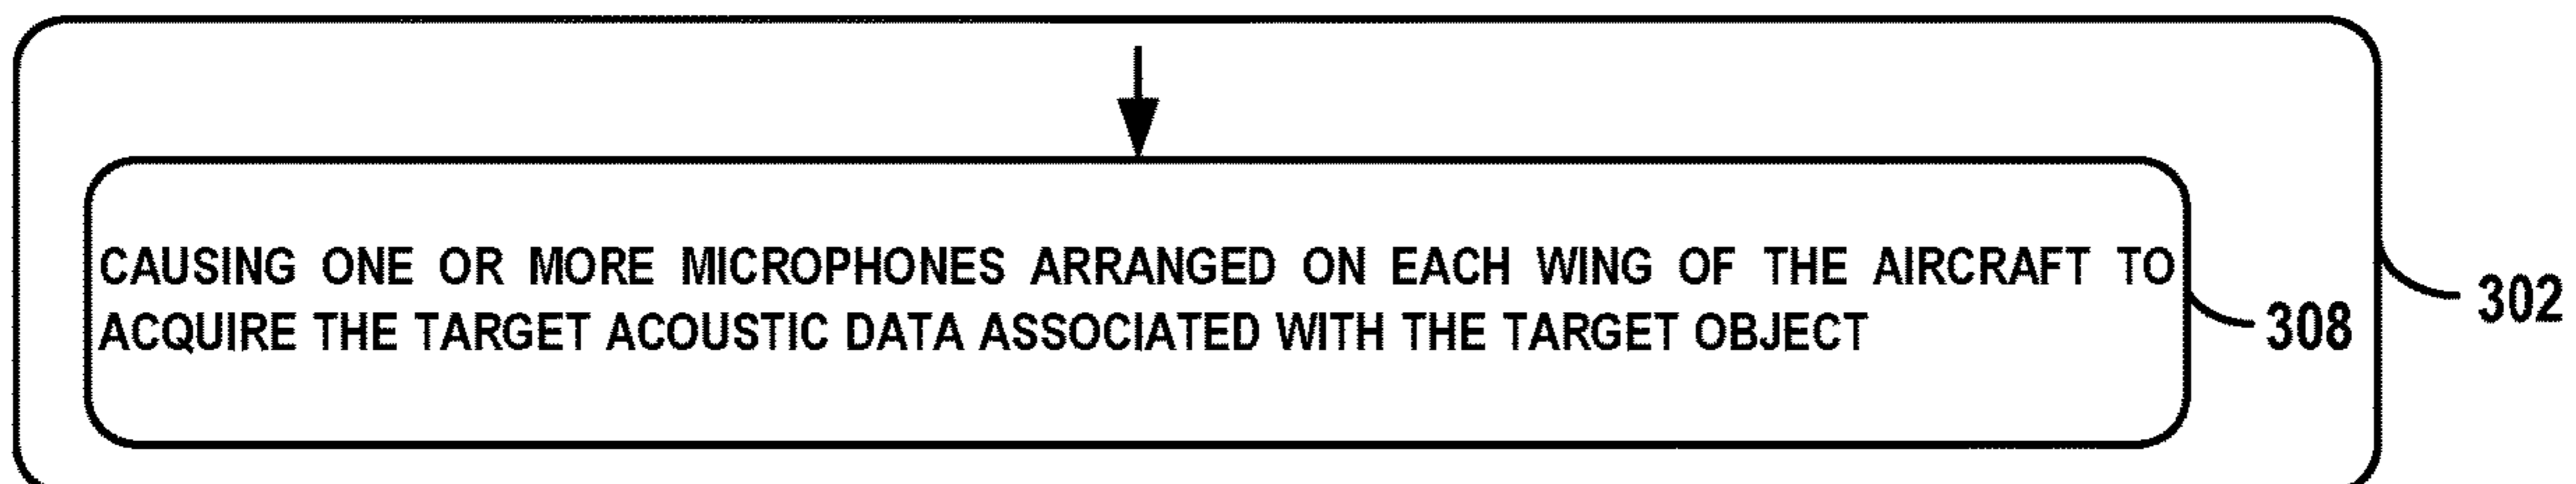 CAUSING ONE OR MORE MICROPHONES ARRANGED ON EACH WING OF THE AIRCRAFT TO
ACQUIRE THE TARGET ACOUSTIC DATA ASSOCIATED WITH THE TARGET OBJECT
308
302